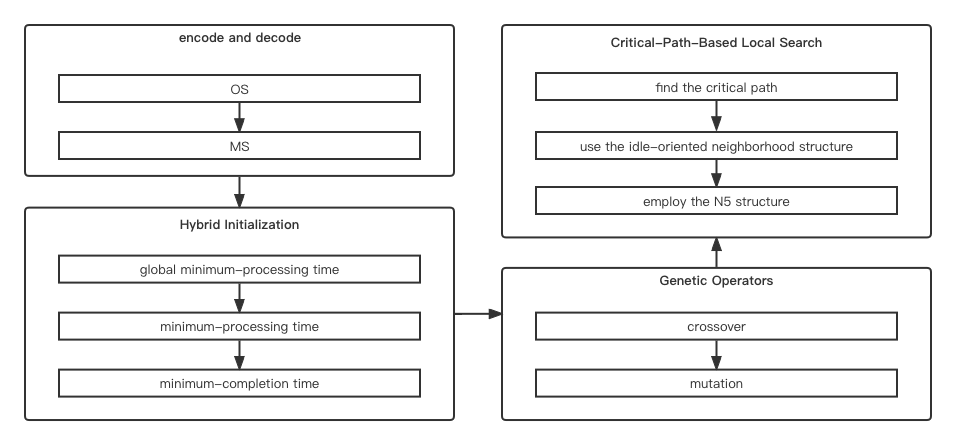 encode and decode
OS
MS
Hybrid Initialization
global minimum-processing time
minimum-processing time
minimum-completion time
Critical-Path-Based Local Search
find the critical path
use the idle-oriented neighborhood structure
employ the N5 structure
Genetic Operators
crossover
mutation